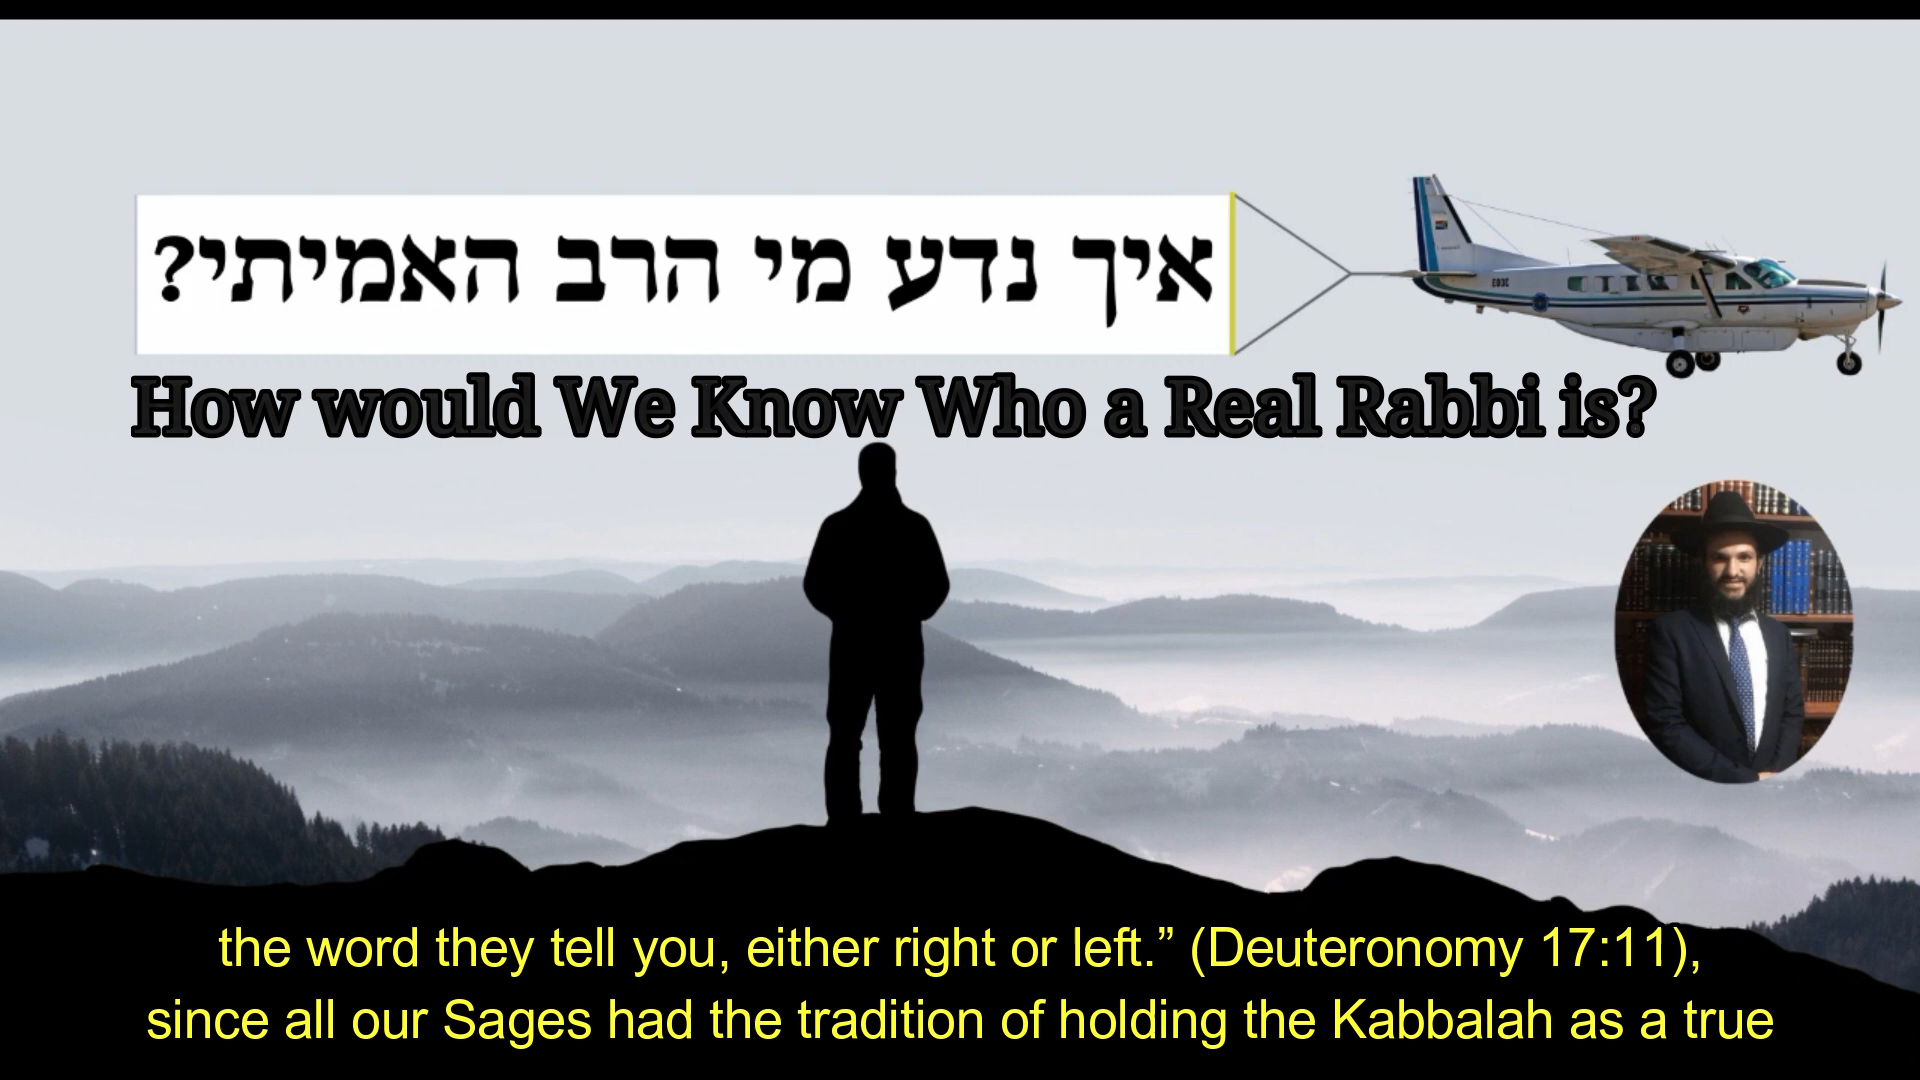 איך נדע מי הרב האמיתי?
How would We Know Who a Real Rabbi is?
the word they tell you, either right or left.” (Deuteronomy 17:11),
since all our Sages had the tradition of holding the Kabbalah as a true